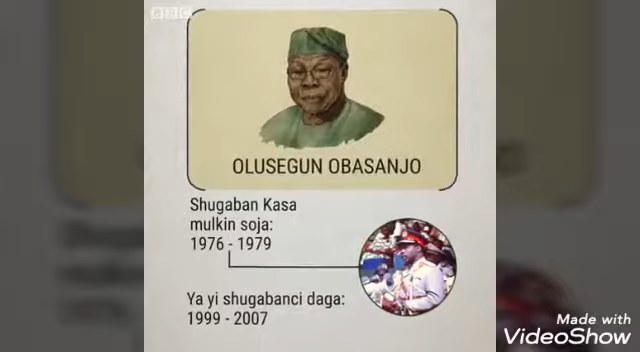 BBC
OLUSEGUN OBASANJO
Shugaban Kasa
mulkin soja:
1976 - 1979
Ya yi shugabanci daga:
1999 - 2007
Made with
VideoShow